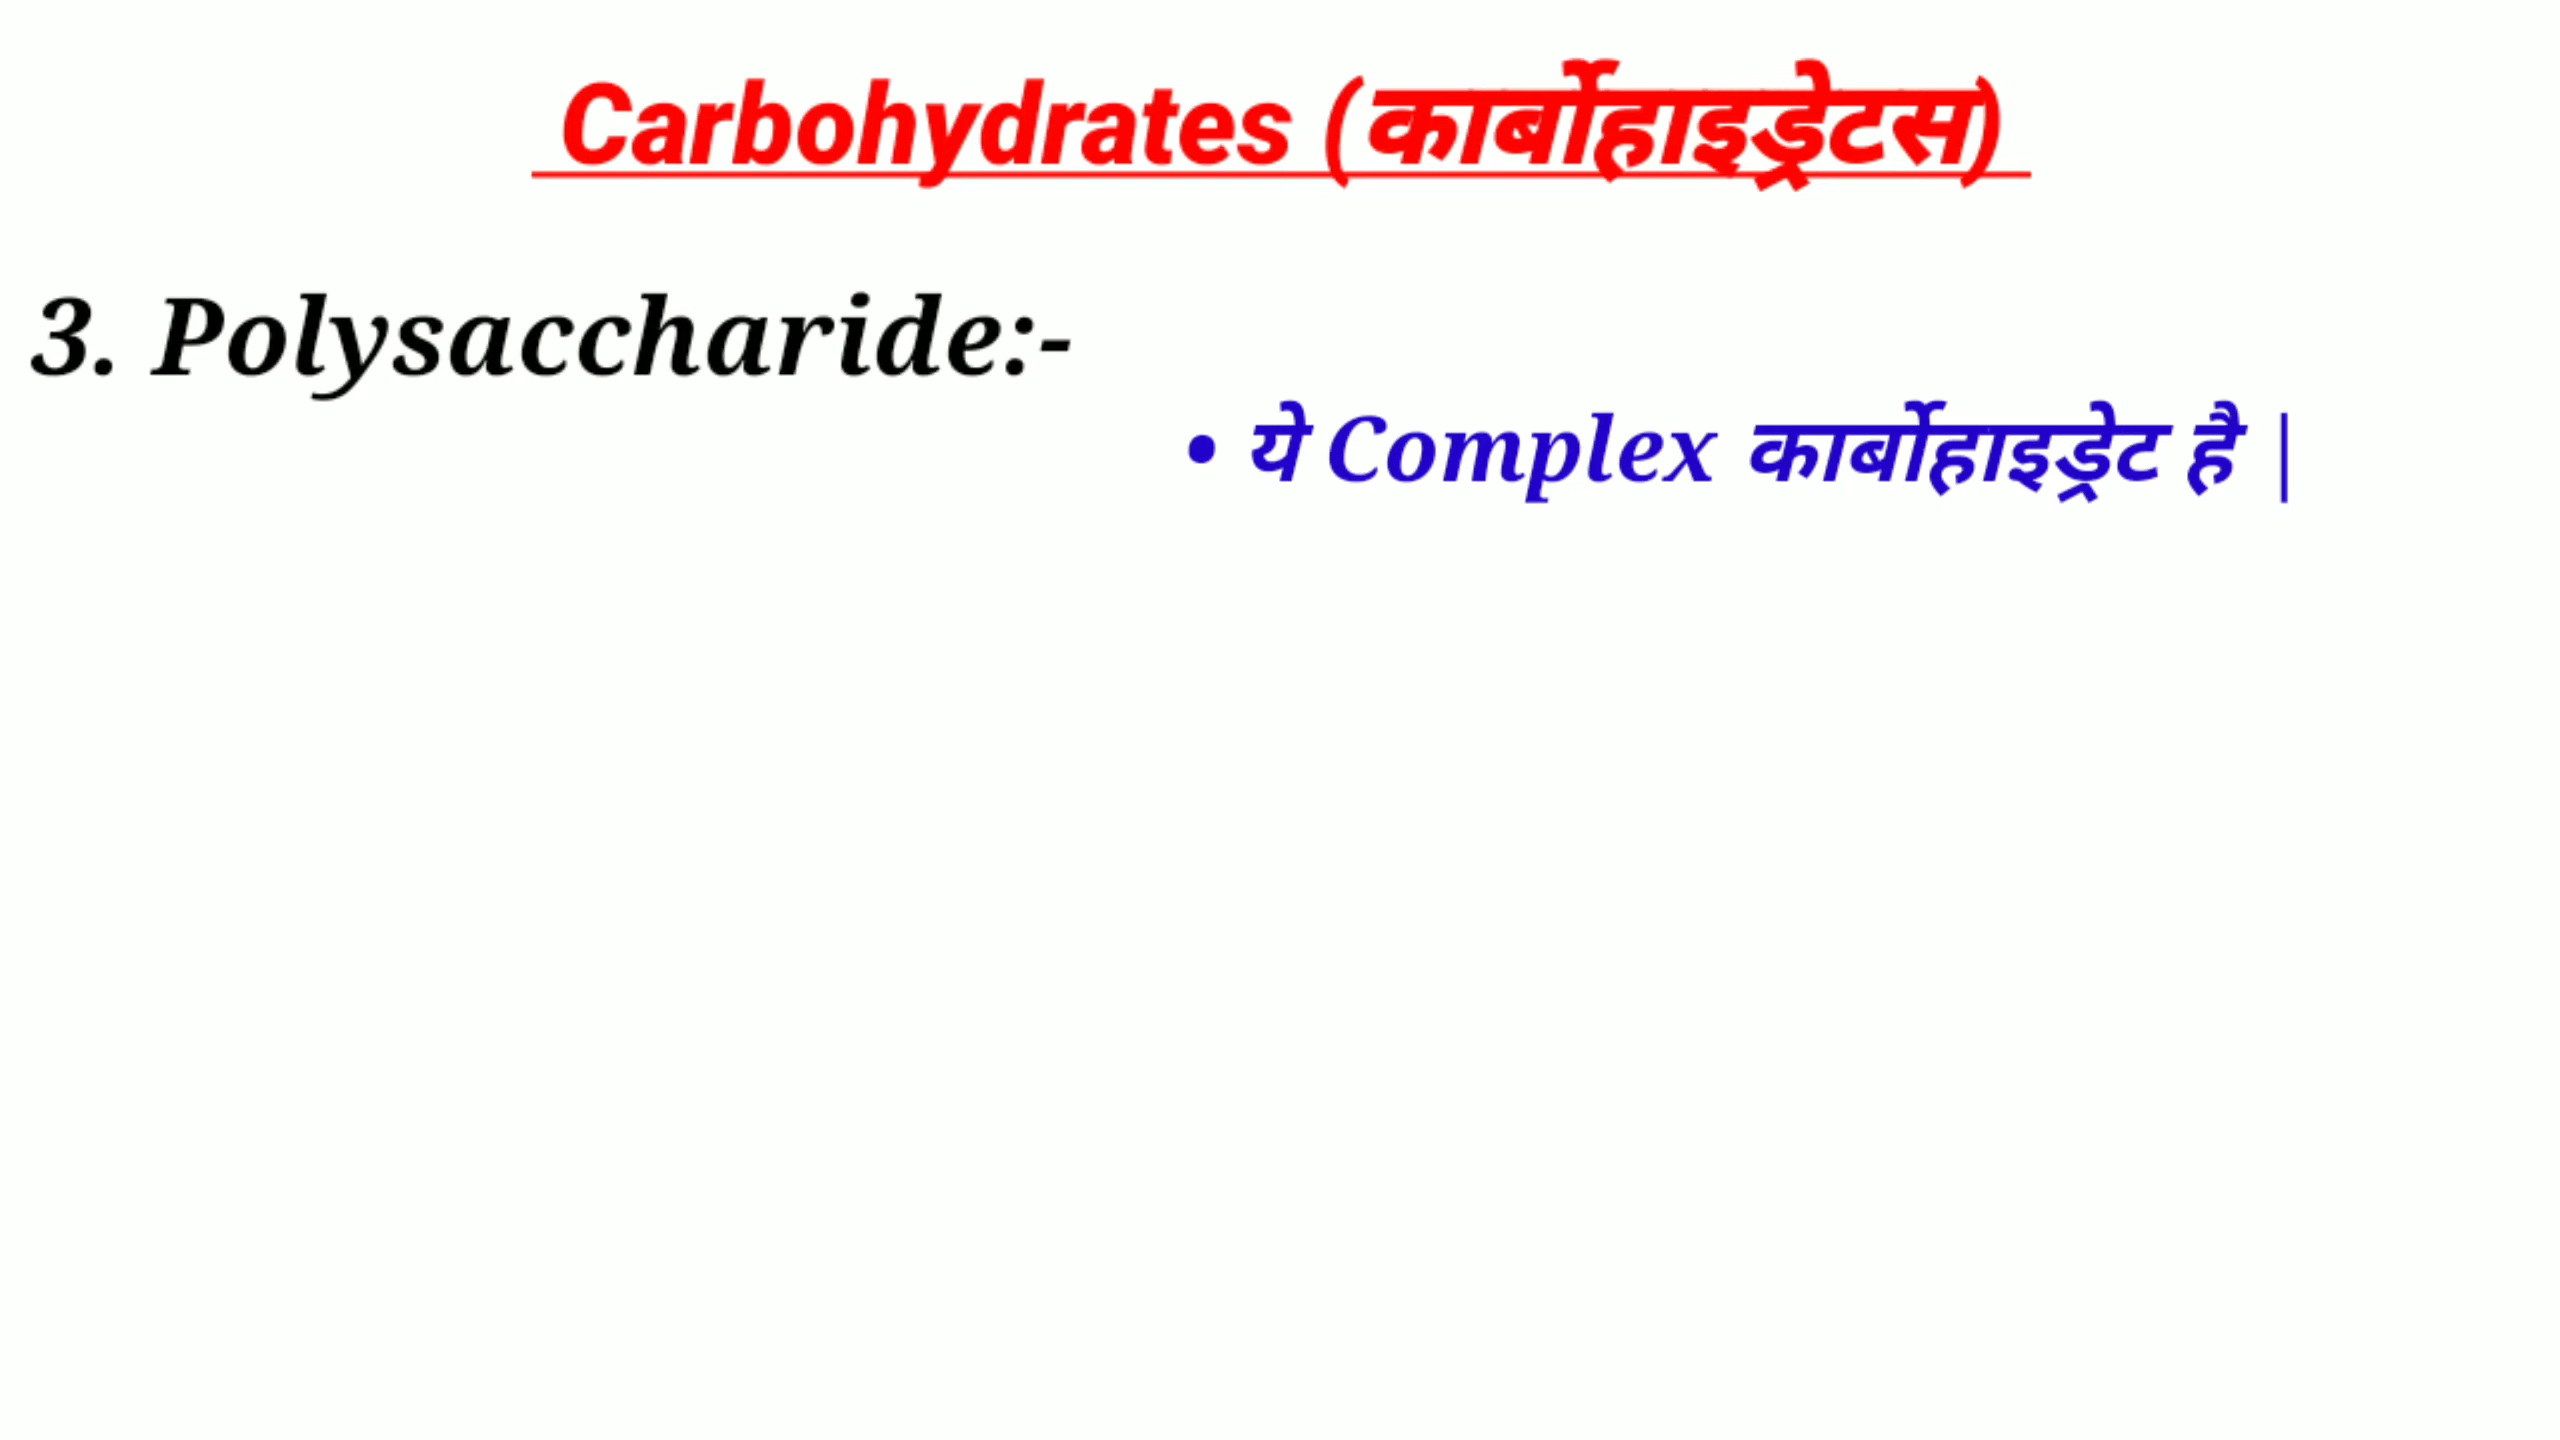 Carbohydrates (कार्बोहाइड्रेटस)
3. Polysaccharide:-
• ये Complex कार्बोहाइड्रेट है |